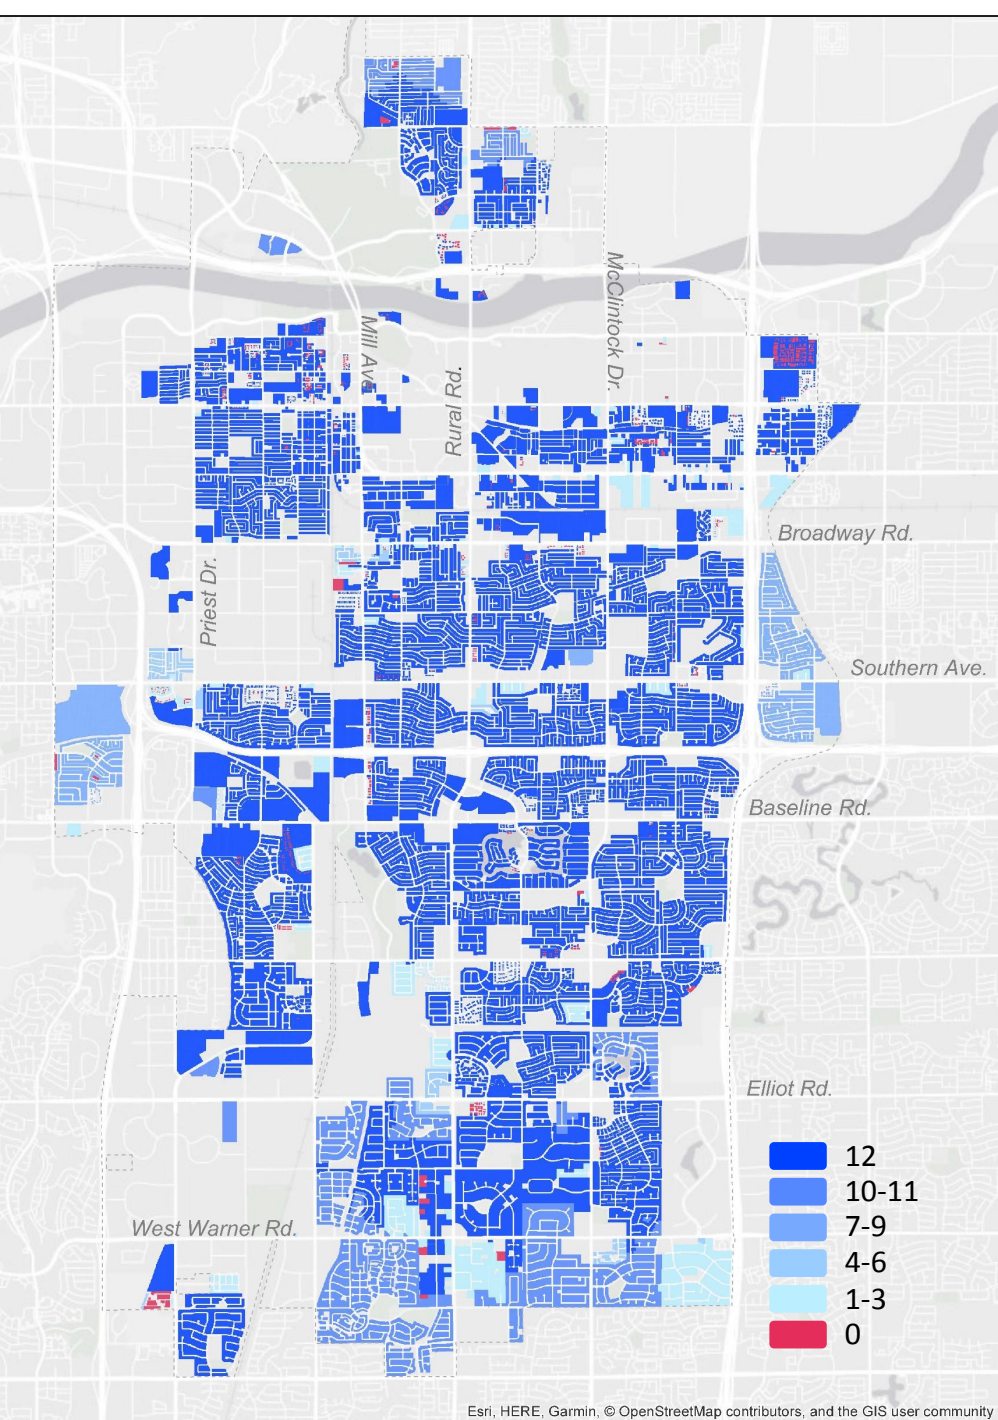 McClintock Dr.
Mill Ave.
Rural Rd.
Broadway Rd.
Priest Dr.
Southern Ave.
Baseline Rd.
Elliot Rd.
12
10-11
7-9
West Warner Rd.
4-6
1-3
0
Esri, HERE, Garmin, © OpenStreetMap contributors, and the GIS user community